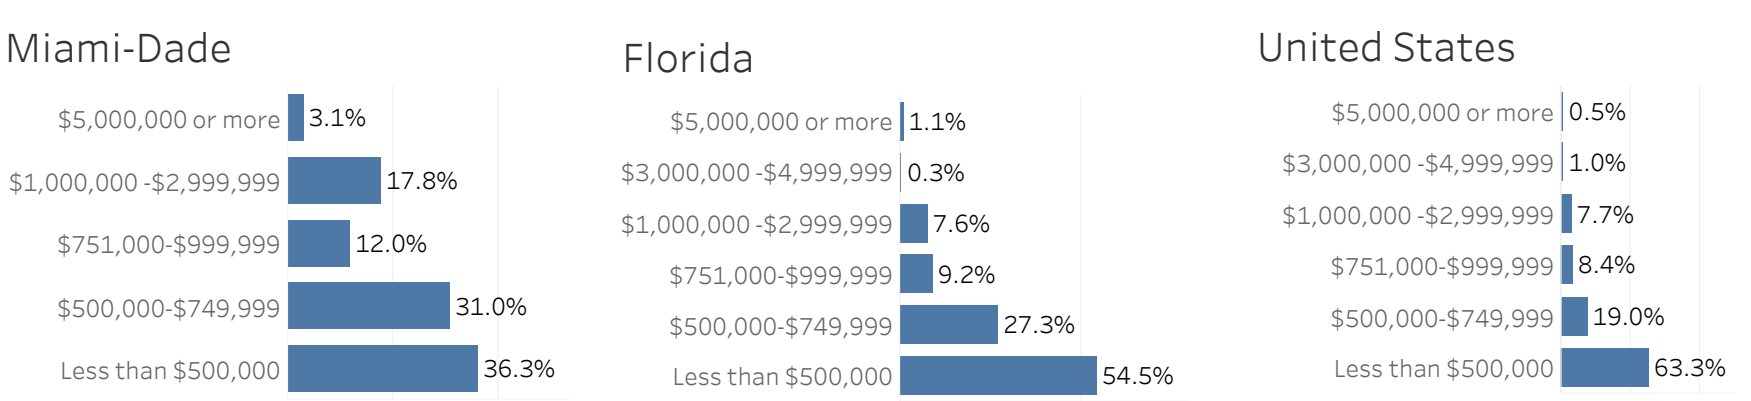 Miami-Dade
$5,000,000 or more 3.1%
$1,000,000 -$2,999,999 17.8%
$751,000-$999,999 12.0%
$500,000-$749,999 31.0%
Less than $500,000 36.3%
Florida
$5,000,000 or more 1.1%
$3,000,000 -$4,999,999 0.3%
$1,000,000 -$2,999,999 7.6%
$751,000-$999,999 9.2%
$500,000-$749,999 27.3%
Less than $500,000 54.5%
United States
$5,000,000 or more 0.5%
$3,000,000 -$4,999,999 1.0%
$1,000,000 -$2,999,999 7.7%
$751,000-$999,999 8.4%
$500,000-$749,999 19.0%
Less than $500,000 63.3%